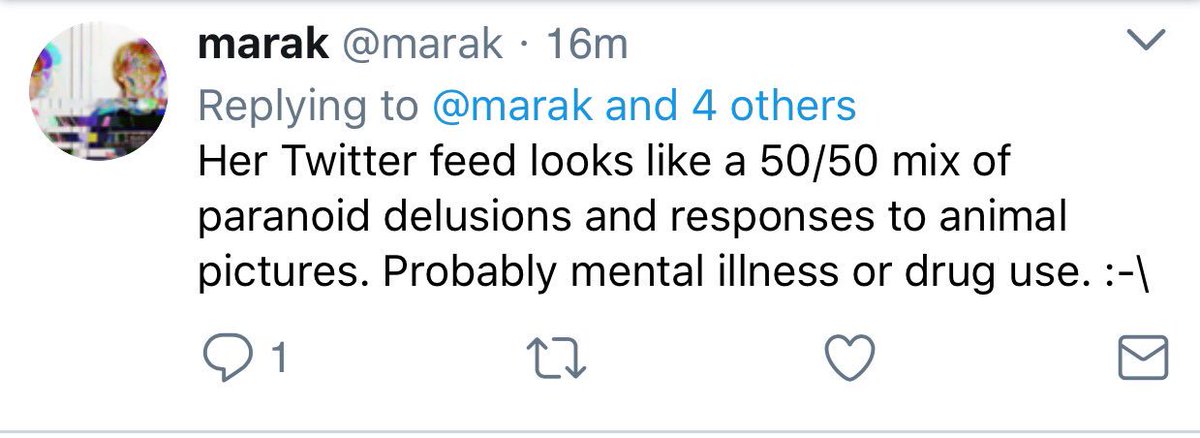 marak @marak · 16m
Replying to @marak and 4 others
Her Twitter feed looks like a 50/50 mix of
paranoid delusions and responses to animal
pictures. Probably mental illness or drug use. :-\
1